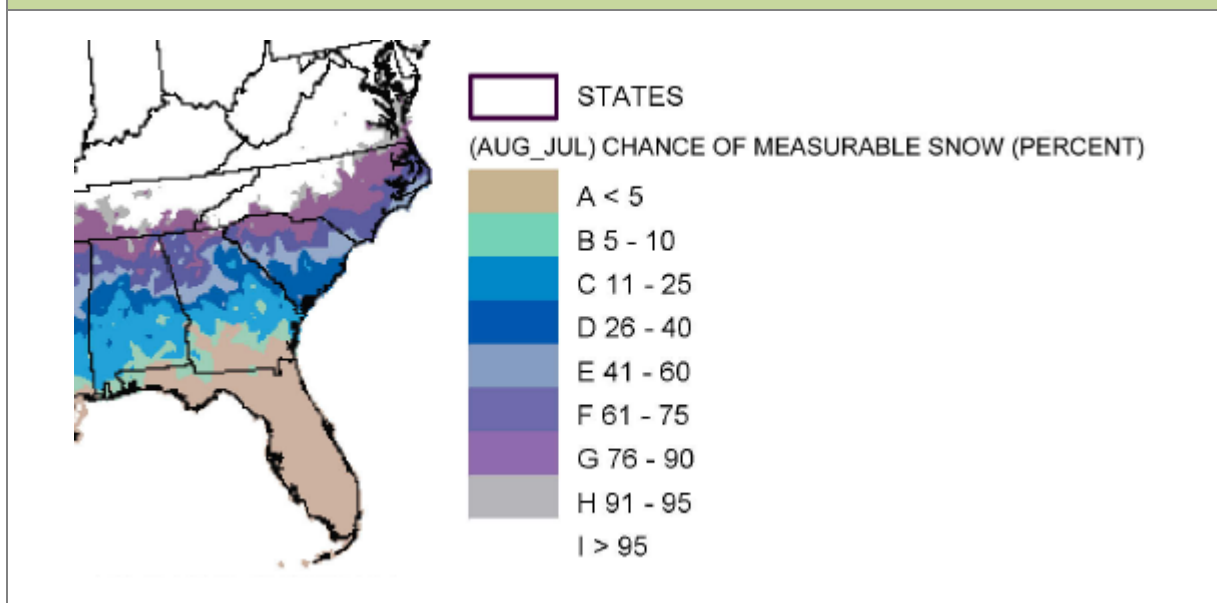 STATES
(AUG_JUL) CHANCE OF MEASURABLE SNOW (PERCENT)
A < 5
B 5 - 10
C 11 - 25
D 26 - 40
E 41 - 60
F 61 - 75
G 76 - 90
H 91 - 95
I > 95